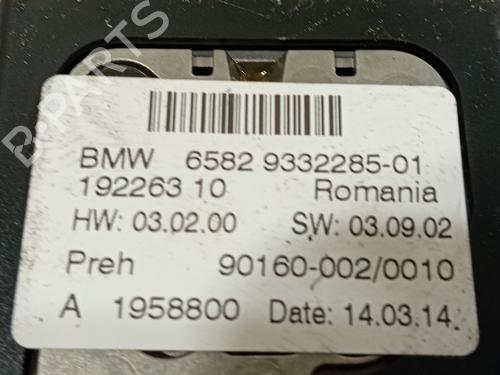 B-PARTS
BMW 6582 9332285-01
192263 10 Romania
HW: 03.02.00 SW: 03.09.02
Preh 90160-002/0010
A 1958800 Date: 14.03.14